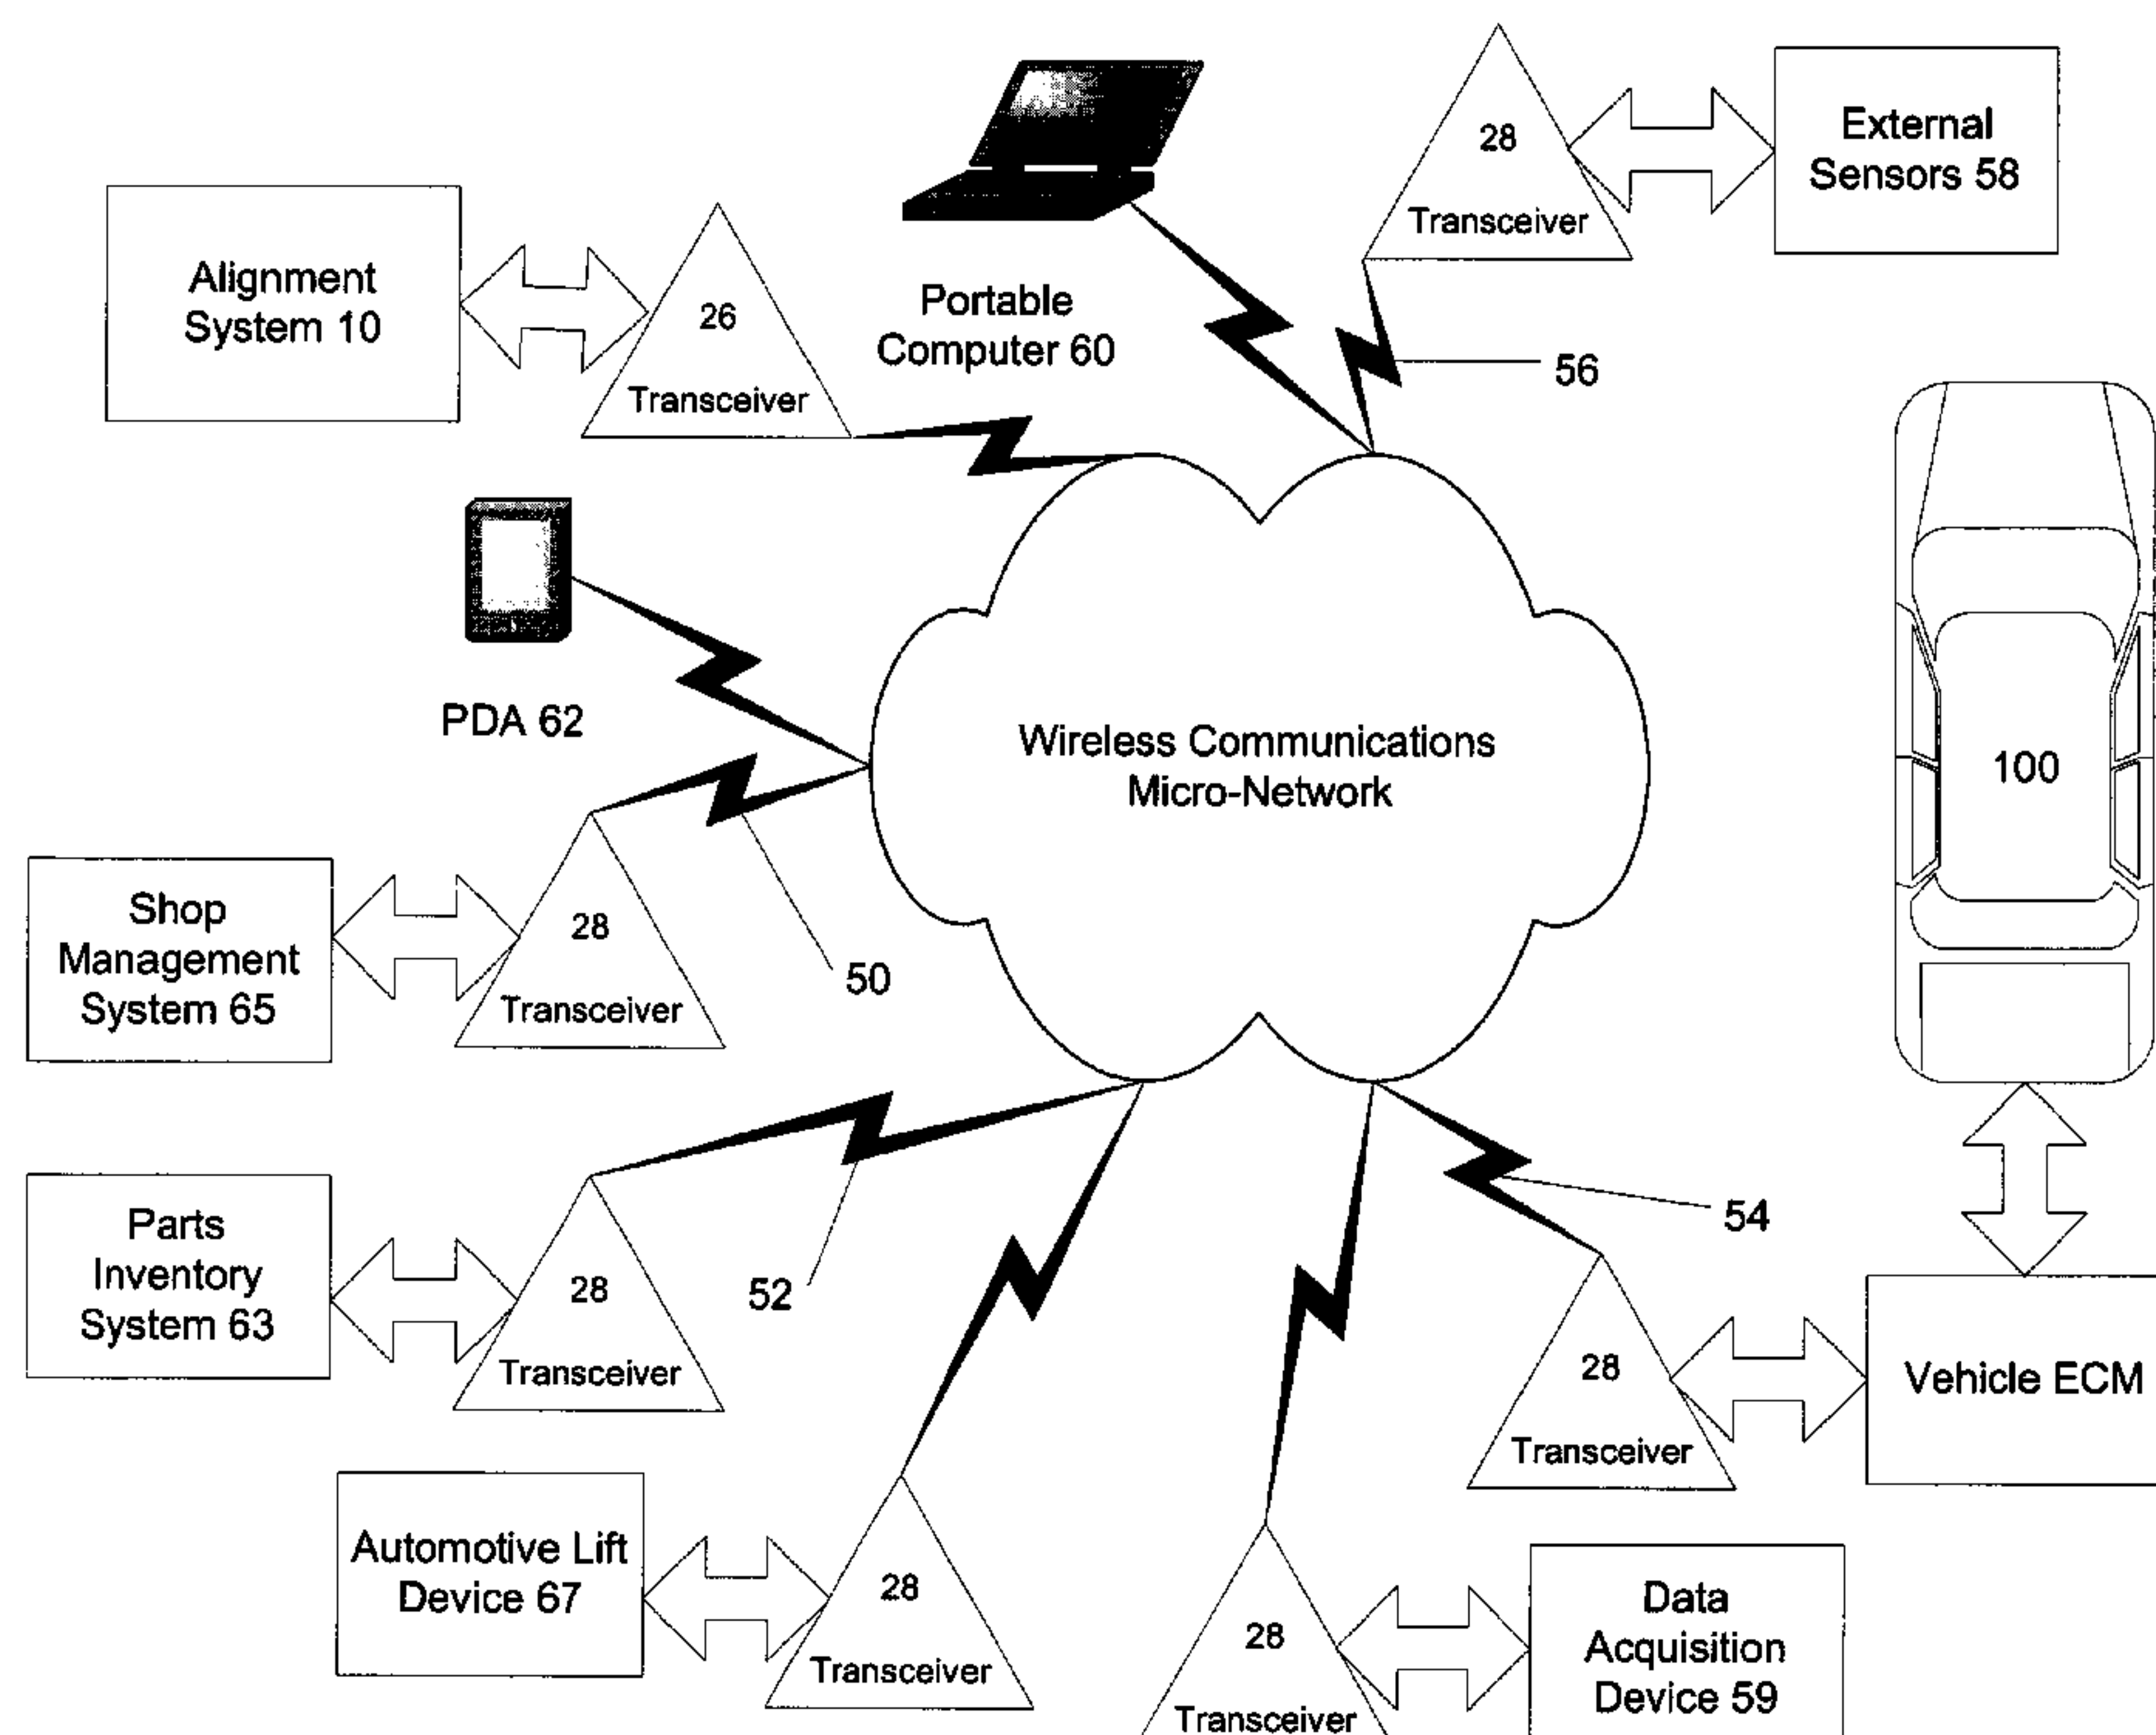 External
Sensors 58
28
Transceiver
Alignment
System 10
26
Transceiver
Portable
Computer 60
56
PDA 62
Wireless Communications
Micro-Network
100
Shop
Management
System 65
28
Transceiver
50
Parts
Inventory
System 63
28
Transceiver
52
54
28
Transceiver
Vehicle ECM
Automotive Lift
Device 67
28
Transceiver
28
Transceiver
Data
Acquisition
Device 59